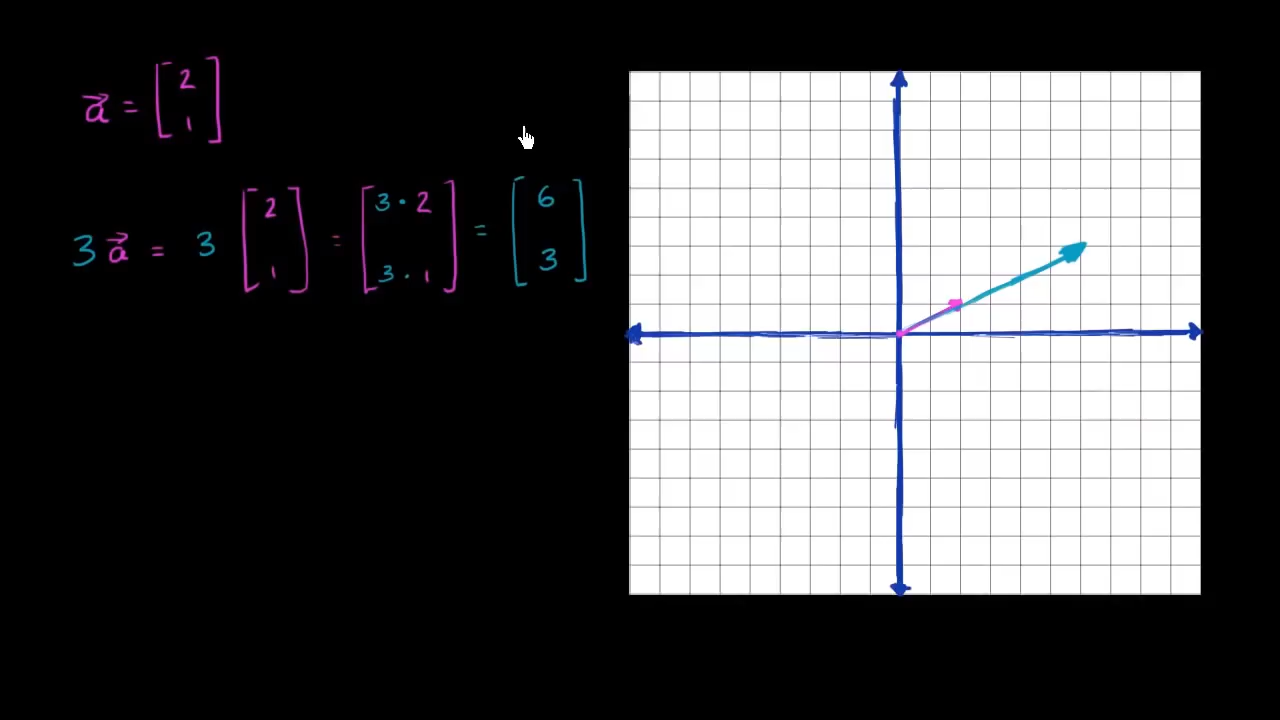 a⃗ = [2 1]
3a⃗ = 3 [2 1] = [3·2 3·1] = [6 3]